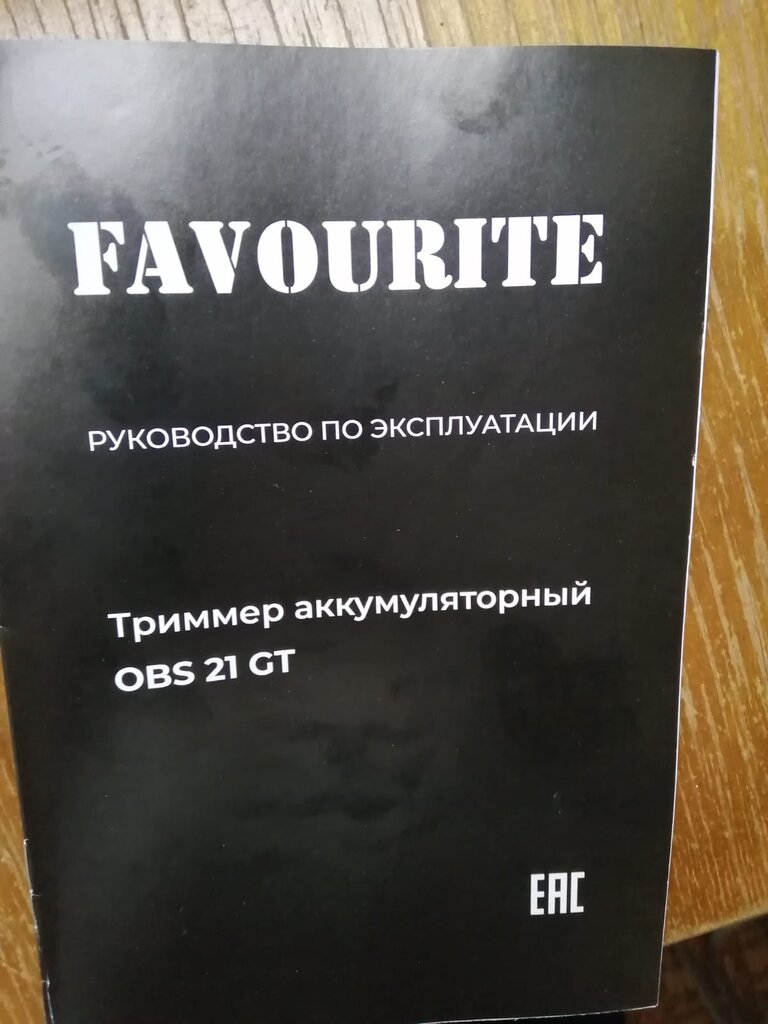 FAVOURITE
РУКОВОДСТВО ПО ЭКСПЛУАТАЦИИ
Триммер аккумуляторный
OBS 21 GT
EAC